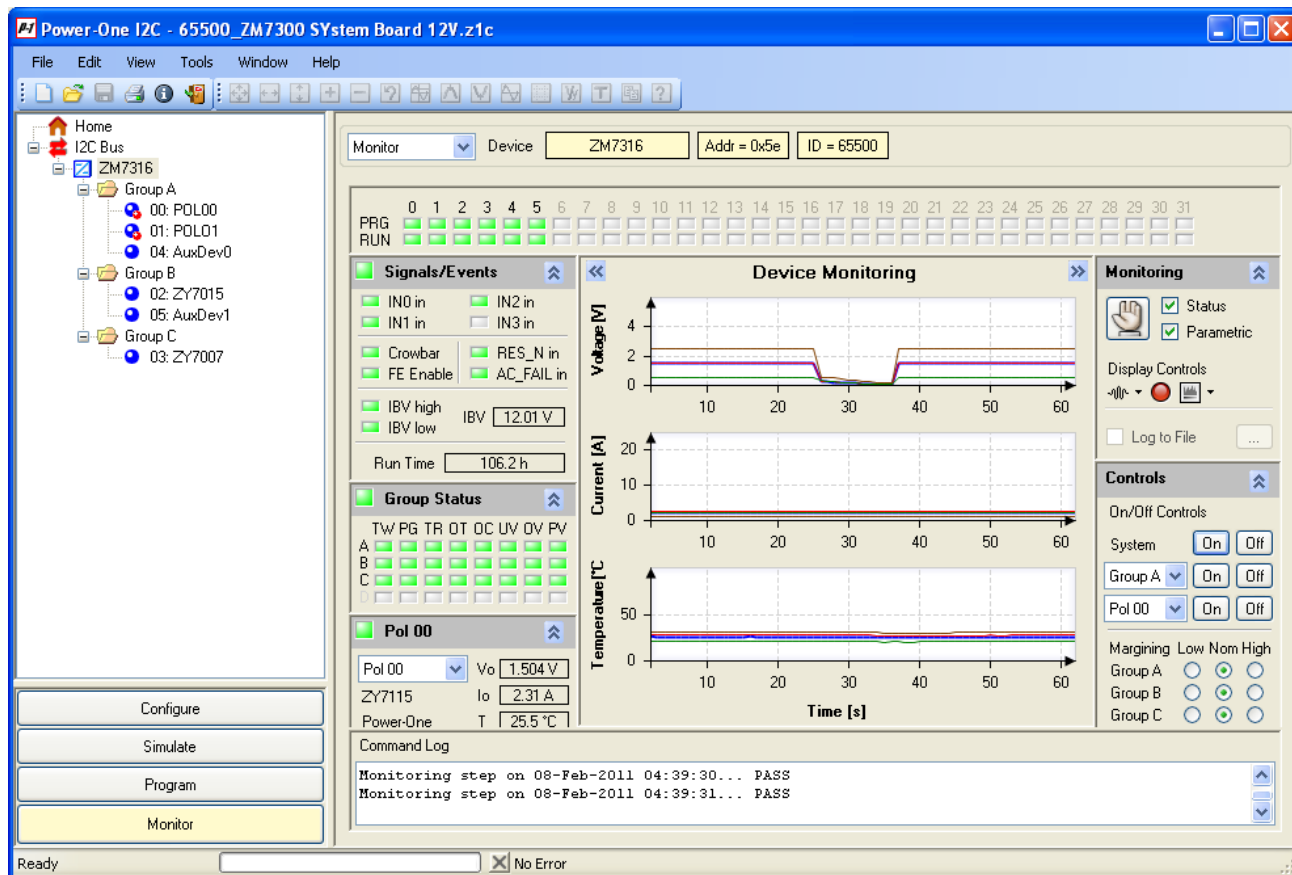 Power-One I2C - 65500_ZM7300 SYstem Board 12V.z1c
File Edit View Tools Window Help
Home
I2C Bus
ZM7316
Group A
00: POL00
01: POLO1
04: AuxDev0
Group B
02: ZY7015
05: AuxDev1
Group C
03: ZY7007
Configure
Simulate
Program
Monitor
Monitor Device ZM7316 Addr = 0x5e ID = 65500
0 1 2 3 4 5 6 7 8 9 10 11 12 13 14 15 16 17 18 19 20 21 22 23 24 25 26 27 28 29 30 31
PRG
RUN
Signals/Events
IN0 in IN2 in
IN1 in IN3 in
Crowbar RES_N in
FE Enable AC_FAIL in
IBV high
IBV low
IBV 12.01 V
Run Time 106.2 h
Group Status
TW PG TR OT OC UV OV PV
A
B
C
D
Pol 00
Pol 00 Vo 1.504 V
ZY7115 Io 2.31 A
Power-One T 25.5 °C
Device Monitoring
Voltage [V]
4
2
0
10 20 30 40 50 60
Current [A]
20
10
0
10 20 30 40 50 60
Temperature [°C
50
0
10 20 30 40 50 60
Time [s]
Monitoring
Status
Parametric
Display Controls
Log to File ...
Controls
On/Off Controls
System On Off
Group A On Off
Pol 00 On Off
Margining Low Nom High
Group A
Group B
Group C
Command Log
Monitoring step on 08-Feb-2011 04:39:30... PASS
Monitoring step on 08-Feb-2011 04:39:31... PASS
Ready No Error